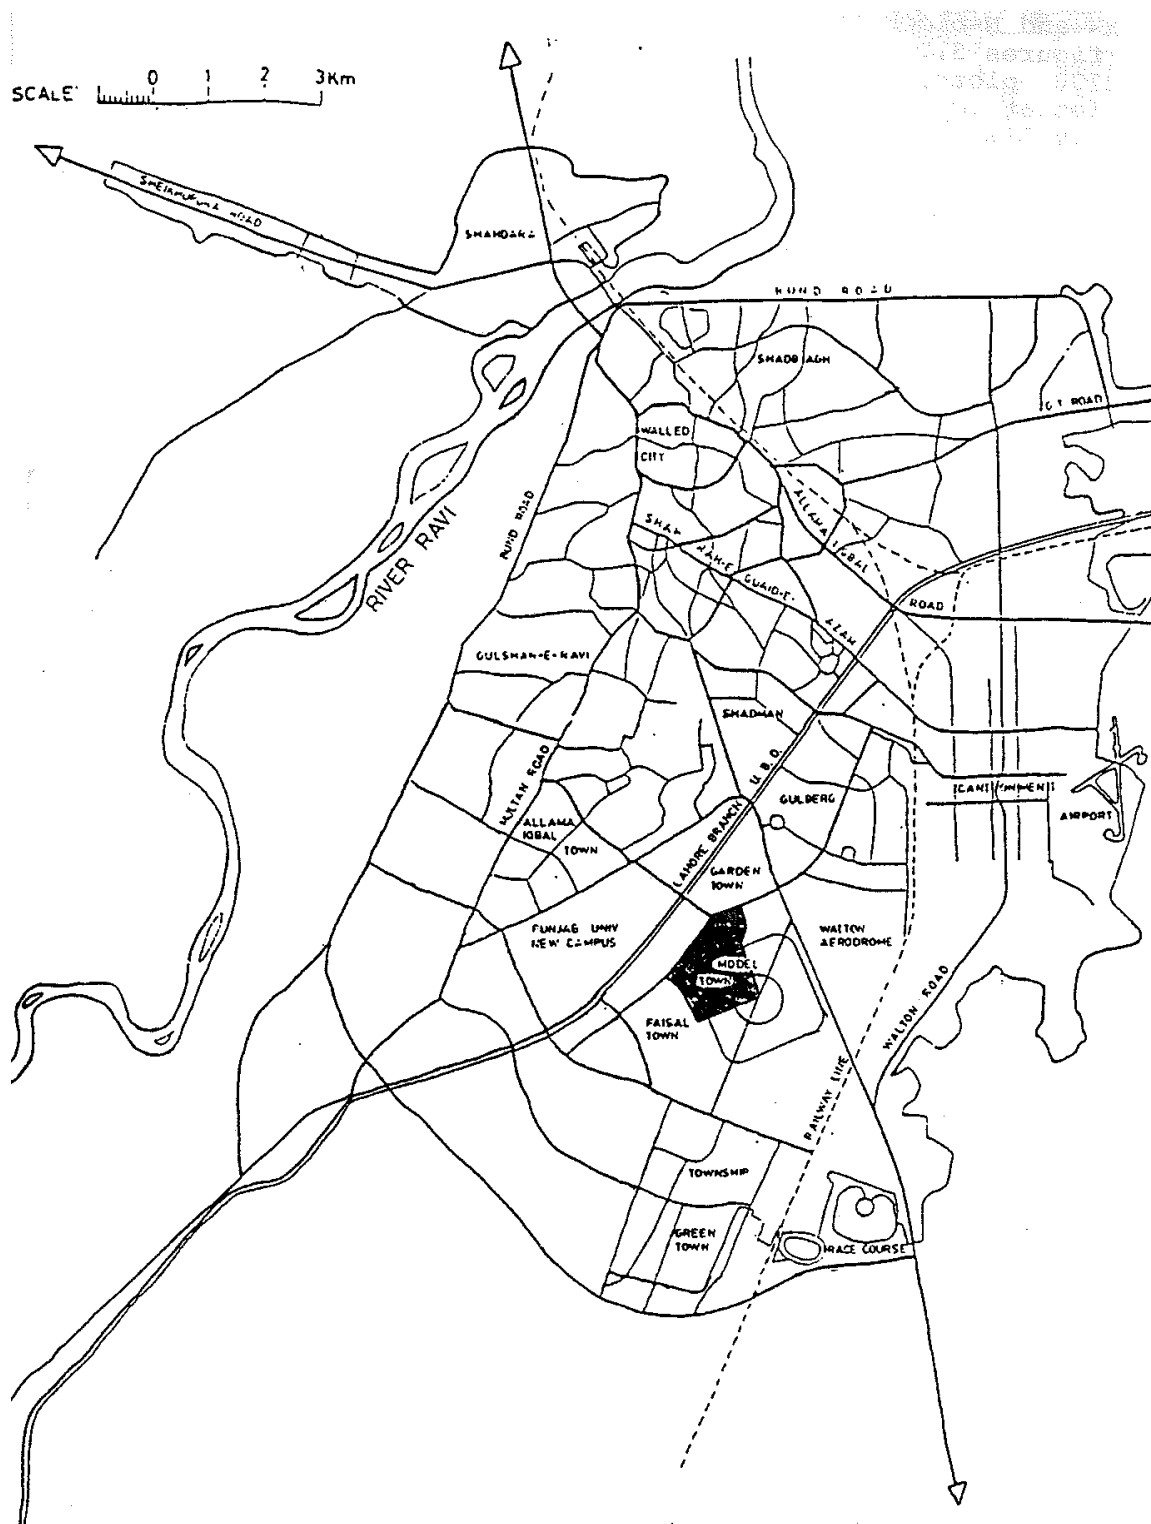 0 1 2 3Km
SCALE
SHEIKHUPURA ROAD
SHAHDARA
BUND ROAD
SHADBAGH
G.T. ROAD
WALLED
CITY
BUND ROAD
RIVER RAVI
SHAH RAH-E QUAID-E- AZAM
ALLAMA IQBAL ROAD
GULSHAN-E-RAVI
SHADMAN
MULTAN ROAD
LAHORE BRANCH U. B. D.
GULBERG
CANTONMENT
AIRPORT
ALLAMA
IQBAL
TOWN
GARDEN
TOWN
PUNJAB UNIV
NEW CAMPUS
WALTON
AERODROME
MODEL
TOWN
WALTON ROAD
FAISAL
TOWN
RAILWAY LINE
TOWNSHIP
GREEN
TOWN
RACE COURSE